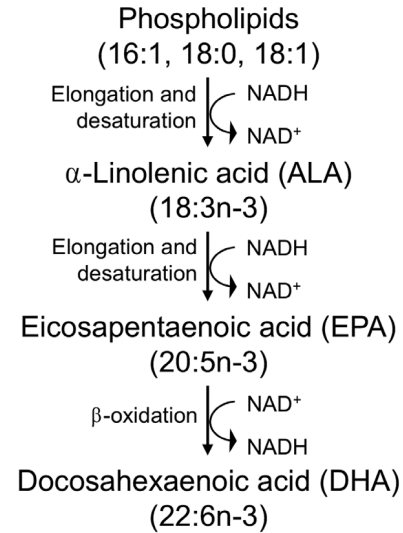 Phospholipids
(16:1, 18:0, 18:1)
Elongation and
desaturation
NADH
NAD⁺
α-Linolenic acid (ALA)
(18:3n-3)
Elongation and
desaturation
NADH
NAD⁺
Eicosapentaenoic acid (EPA)
(20:5n-3)
β-oxidation
NAD⁺
NADH
Docosahexaenoic acid (DHA)
(22:6n-3)